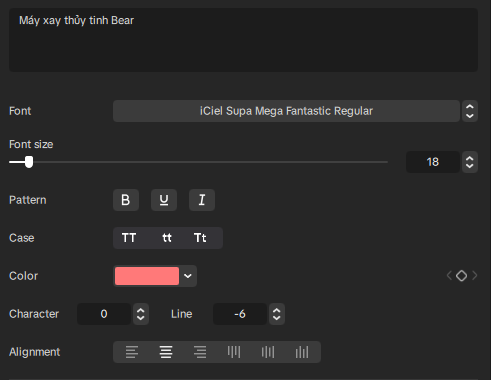 Máy xay thủy tinh Bear
Font
iCiel Supa Mega Fantastic Regular
Font size
18
Pattern
B U I
Case
TT tt Tt
Color
Character 0 Line -6
Alignment